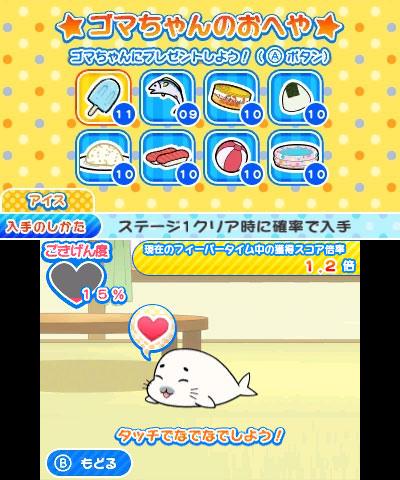 ★ゴマちゃんのおへや★
ゴマちゃんにプレゼントしよう！（Ⓐボタン）
11 09 10 10
10 10 10 10
アイス
入手のしかた ステージ1クリア時に確率で入手
ごきげん度
15%
現在のフィーバータイム中の獲得スコア倍率
1.2倍
タッチでなでなでしよう！
Ⓑ もどる